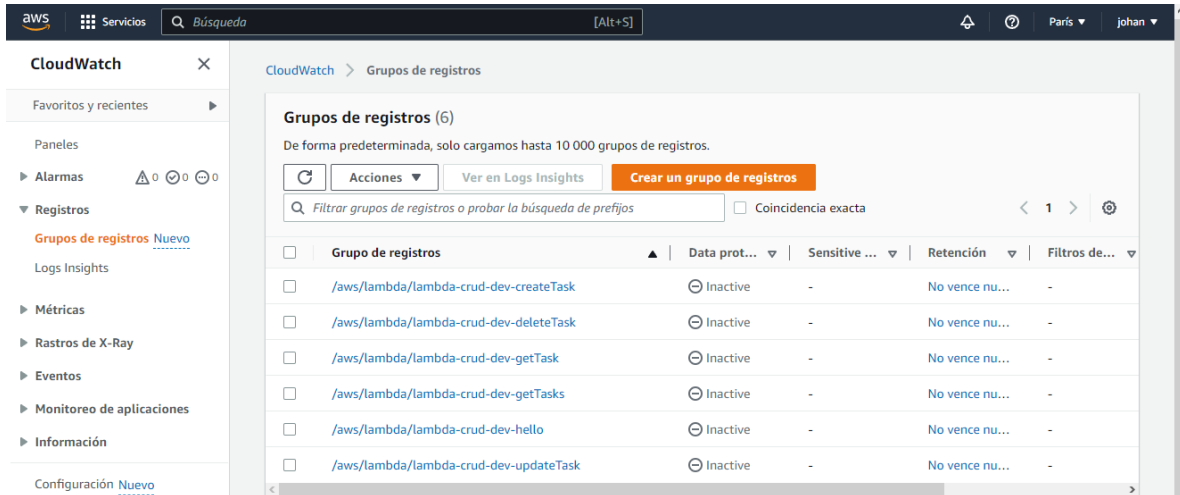 aws Servicios Búsqueda [Alt+S] París ▼ johan ▼
CloudWatch
Favoritos y recientes
Paneles
Alarmas 0 0 0
Registros
Grupos de registros Nuevo
Logs Insights
Métricas
Rastros de X-Ray
Eventos
Monitoreo de aplicaciones
Información
Configuración Nuevo
CloudWatch > Grupos de registros
Grupos de registros (6)
De forma predeterminada, solo cargamos hasta 10 000 grupos de registros.
Acciones ▼ Ver en Logs Insights Crear un grupo de registros
Filtrar grupos de registros o probar la búsqueda de prefijos Coincidencia exacta < 1 >
Grupo de registros Data prot... Sensitive ... Retención Filtros de...
/aws/lambda/lambda-crud-dev-createTask Inactive - No vence nu... -
/aws/lambda/lambda-crud-dev-deleteTask Inactive - No vence nu... -
/aws/lambda/lambda-crud-dev-getTask Inactive - No vence nu... -
/aws/lambda/lambda-crud-dev-getTasks Inactive - No vence nu... -
/aws/lambda/lambda-crud-dev-hello Inactive - No vence nu... -
/aws/lambda/lambda-crud-dev-updateTask Inactive - No vence nu... -